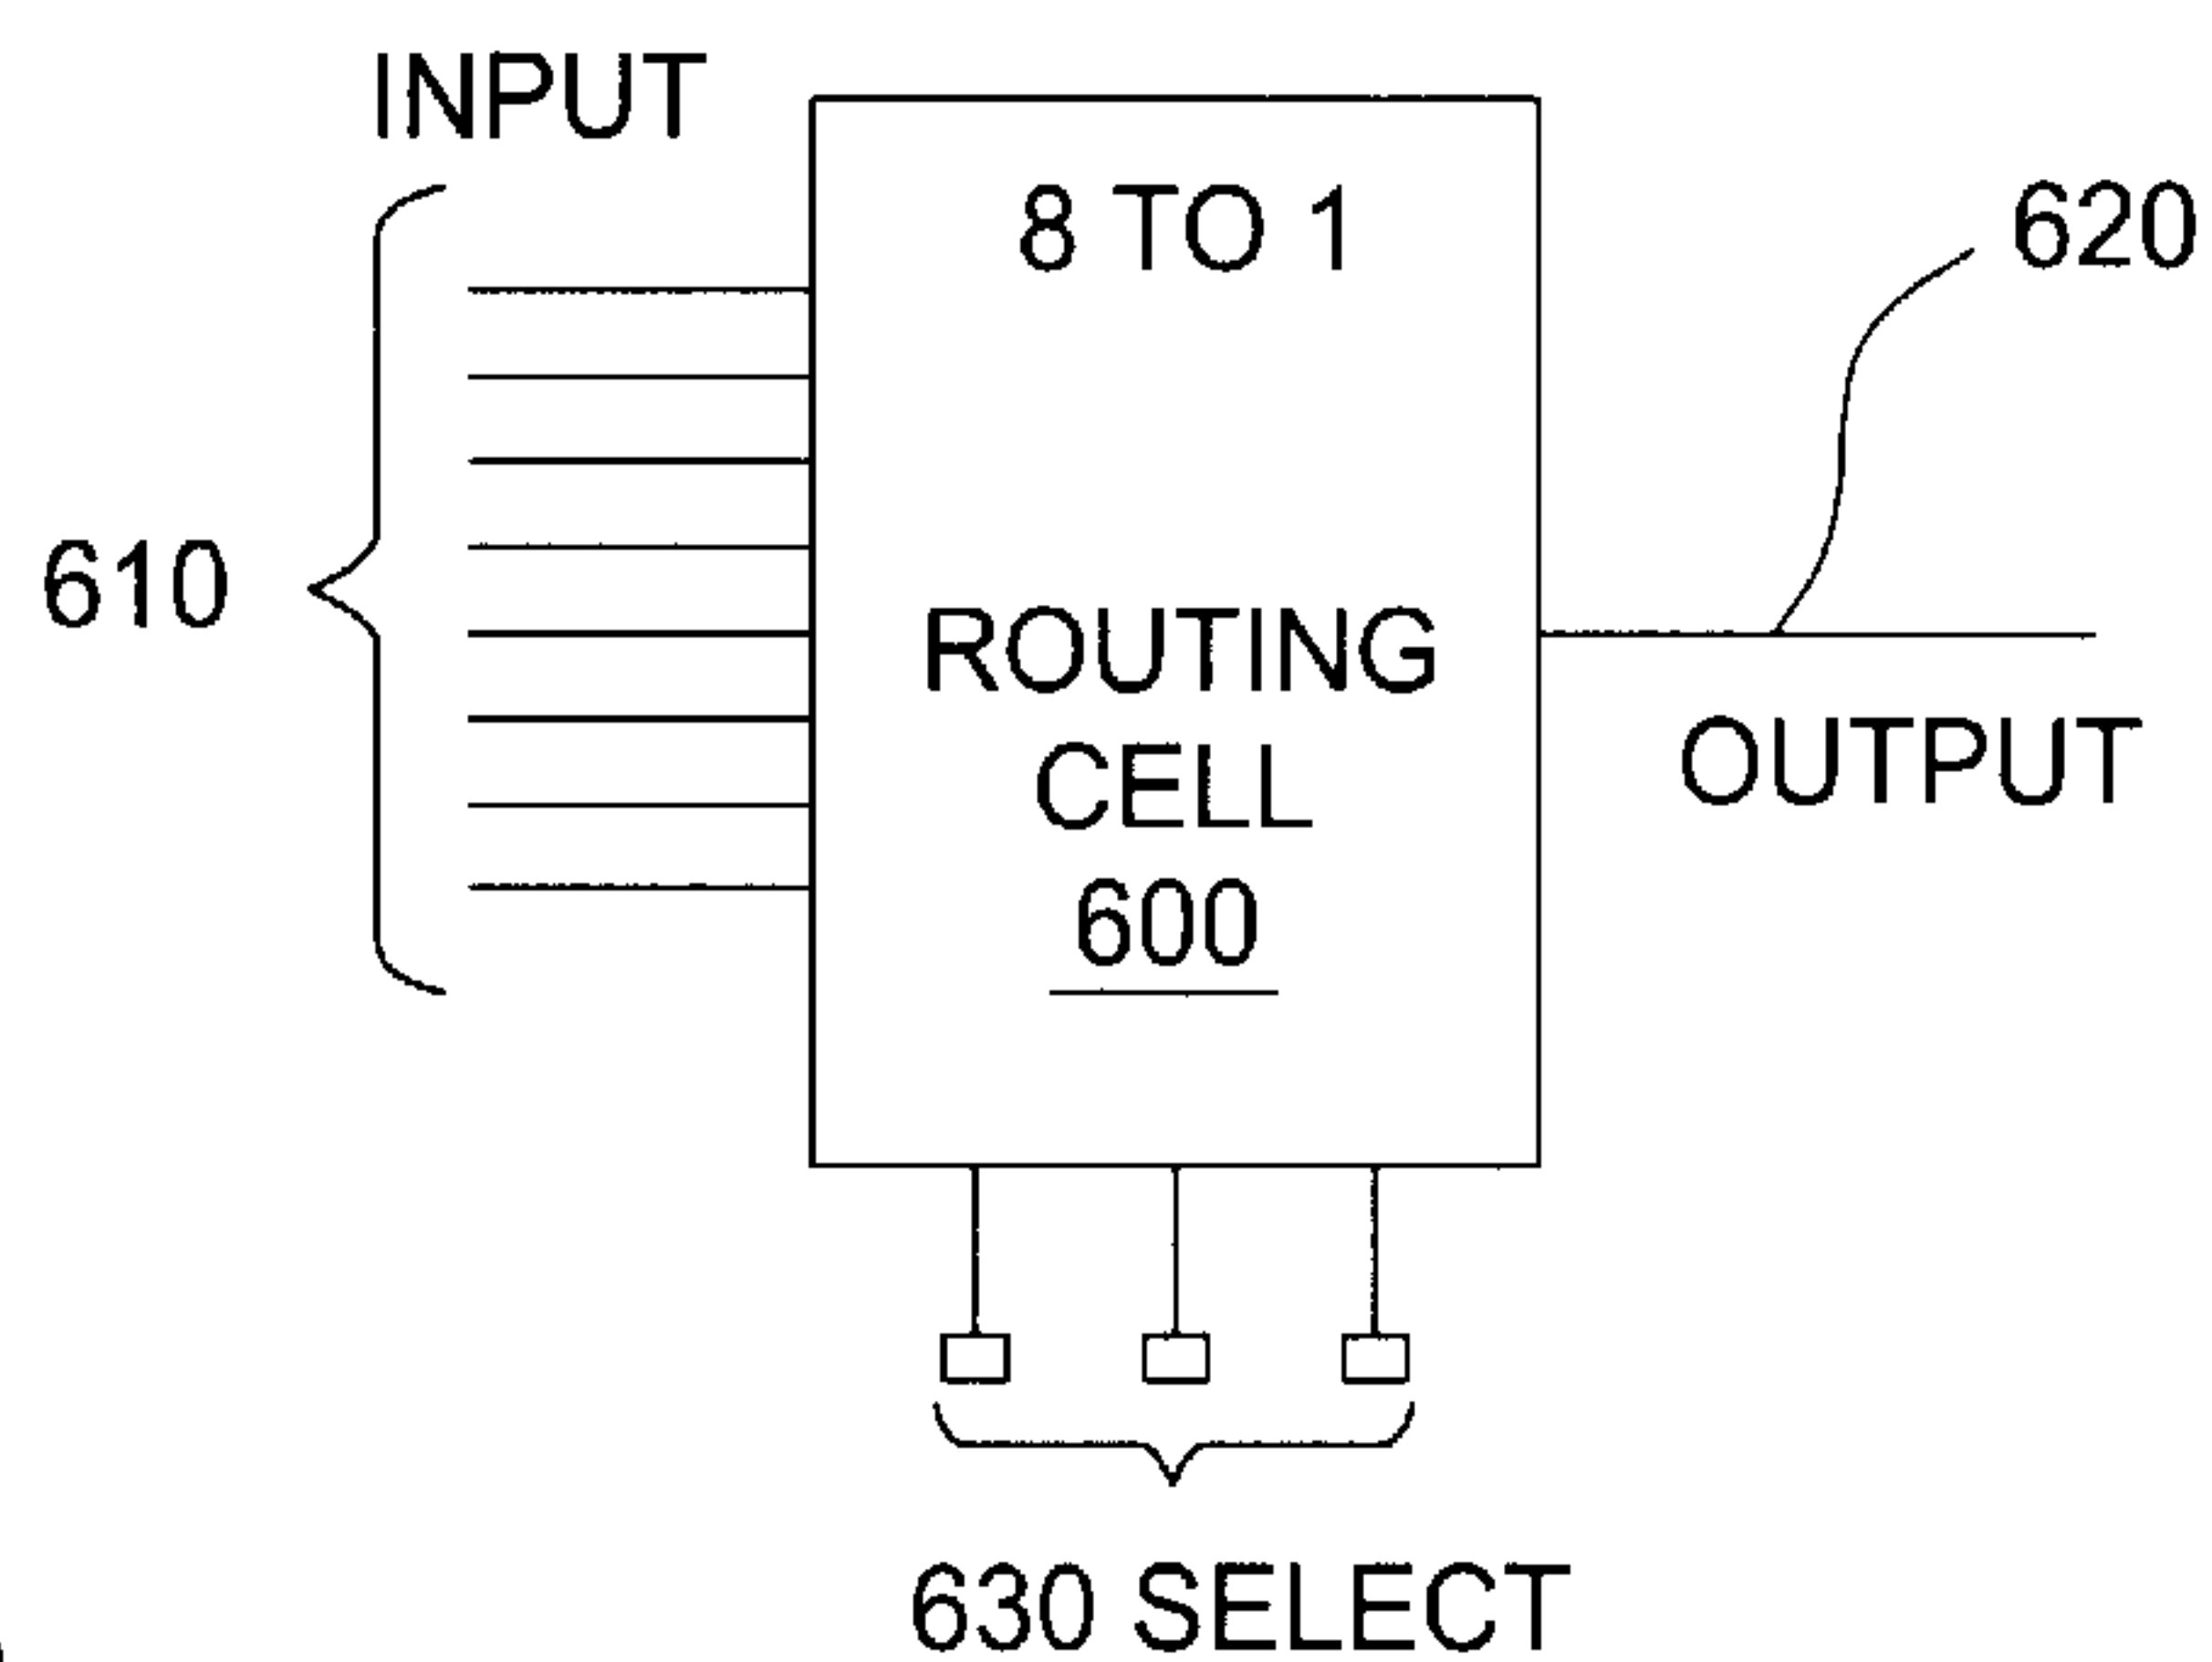 INPUT
8 TO 1
620
610
ROUTING
CELL
600
OUTPUT
630 SELECT